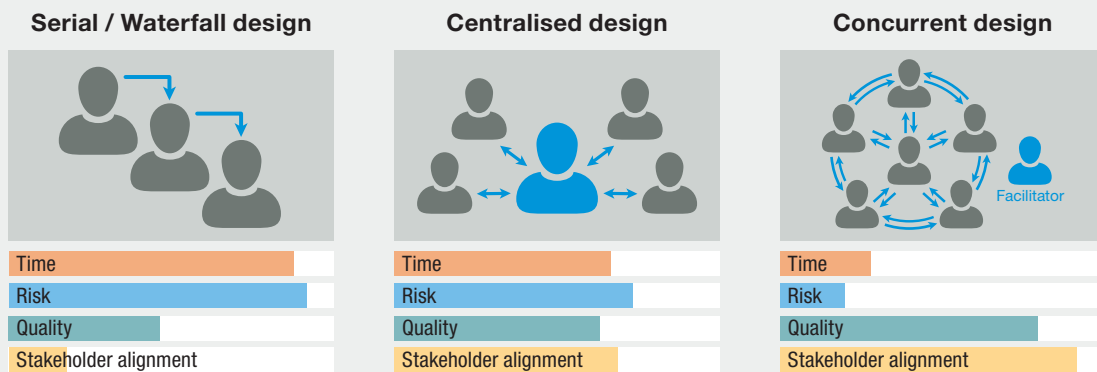 Serial / Waterfall design
Time
Risk
Quality
Stakeholder alignment
Centralised design
Time
Risk
Quality
Stakeholder alignment
Concurrent design
Facilitator
Time
Risk
Quality
Stakeholder alignment